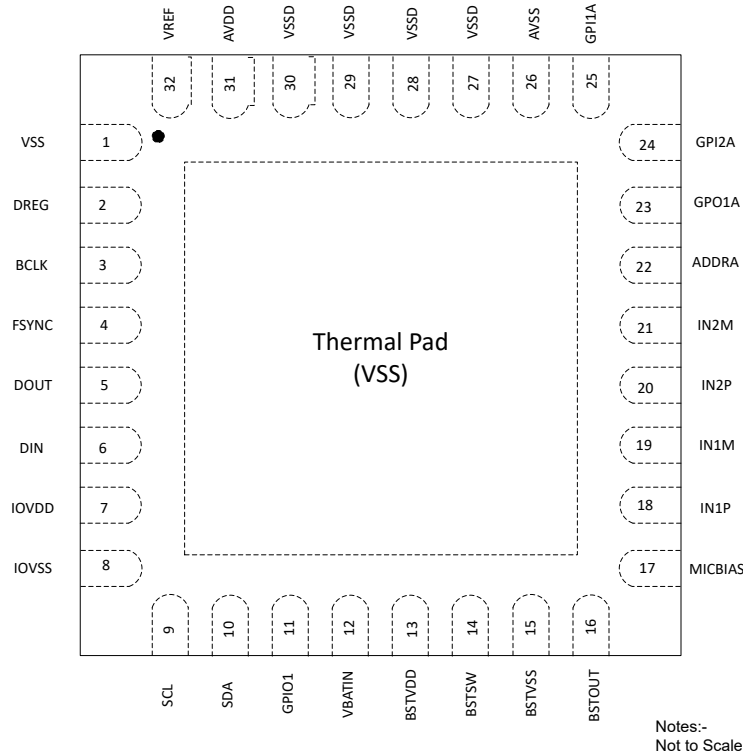 VREF
AVDD
VSSD
VSSD
VSSD
VSSD
AVSS
GPI1A
32
31
30
29
28
27
26
25
VSS 1
24 GPI2A
DREG 2
23 GPO1A
BCLK 3
22 ADDRA
FSYNC 4
21 IN2M
DOUT 5
20 IN2P
DIN 6
19 IN1M
IOVDD 7
18 IN1P
IOVSS 8
17 MICBIAS
Thermal Pad
(VSS)
9
10
11
12
13
14
15
16
SCL
SDA
GPIO1
VBATIN
BSTVDD
BSTSW
BSTVSS
BSTOUT
Notes:-
Not to Scale